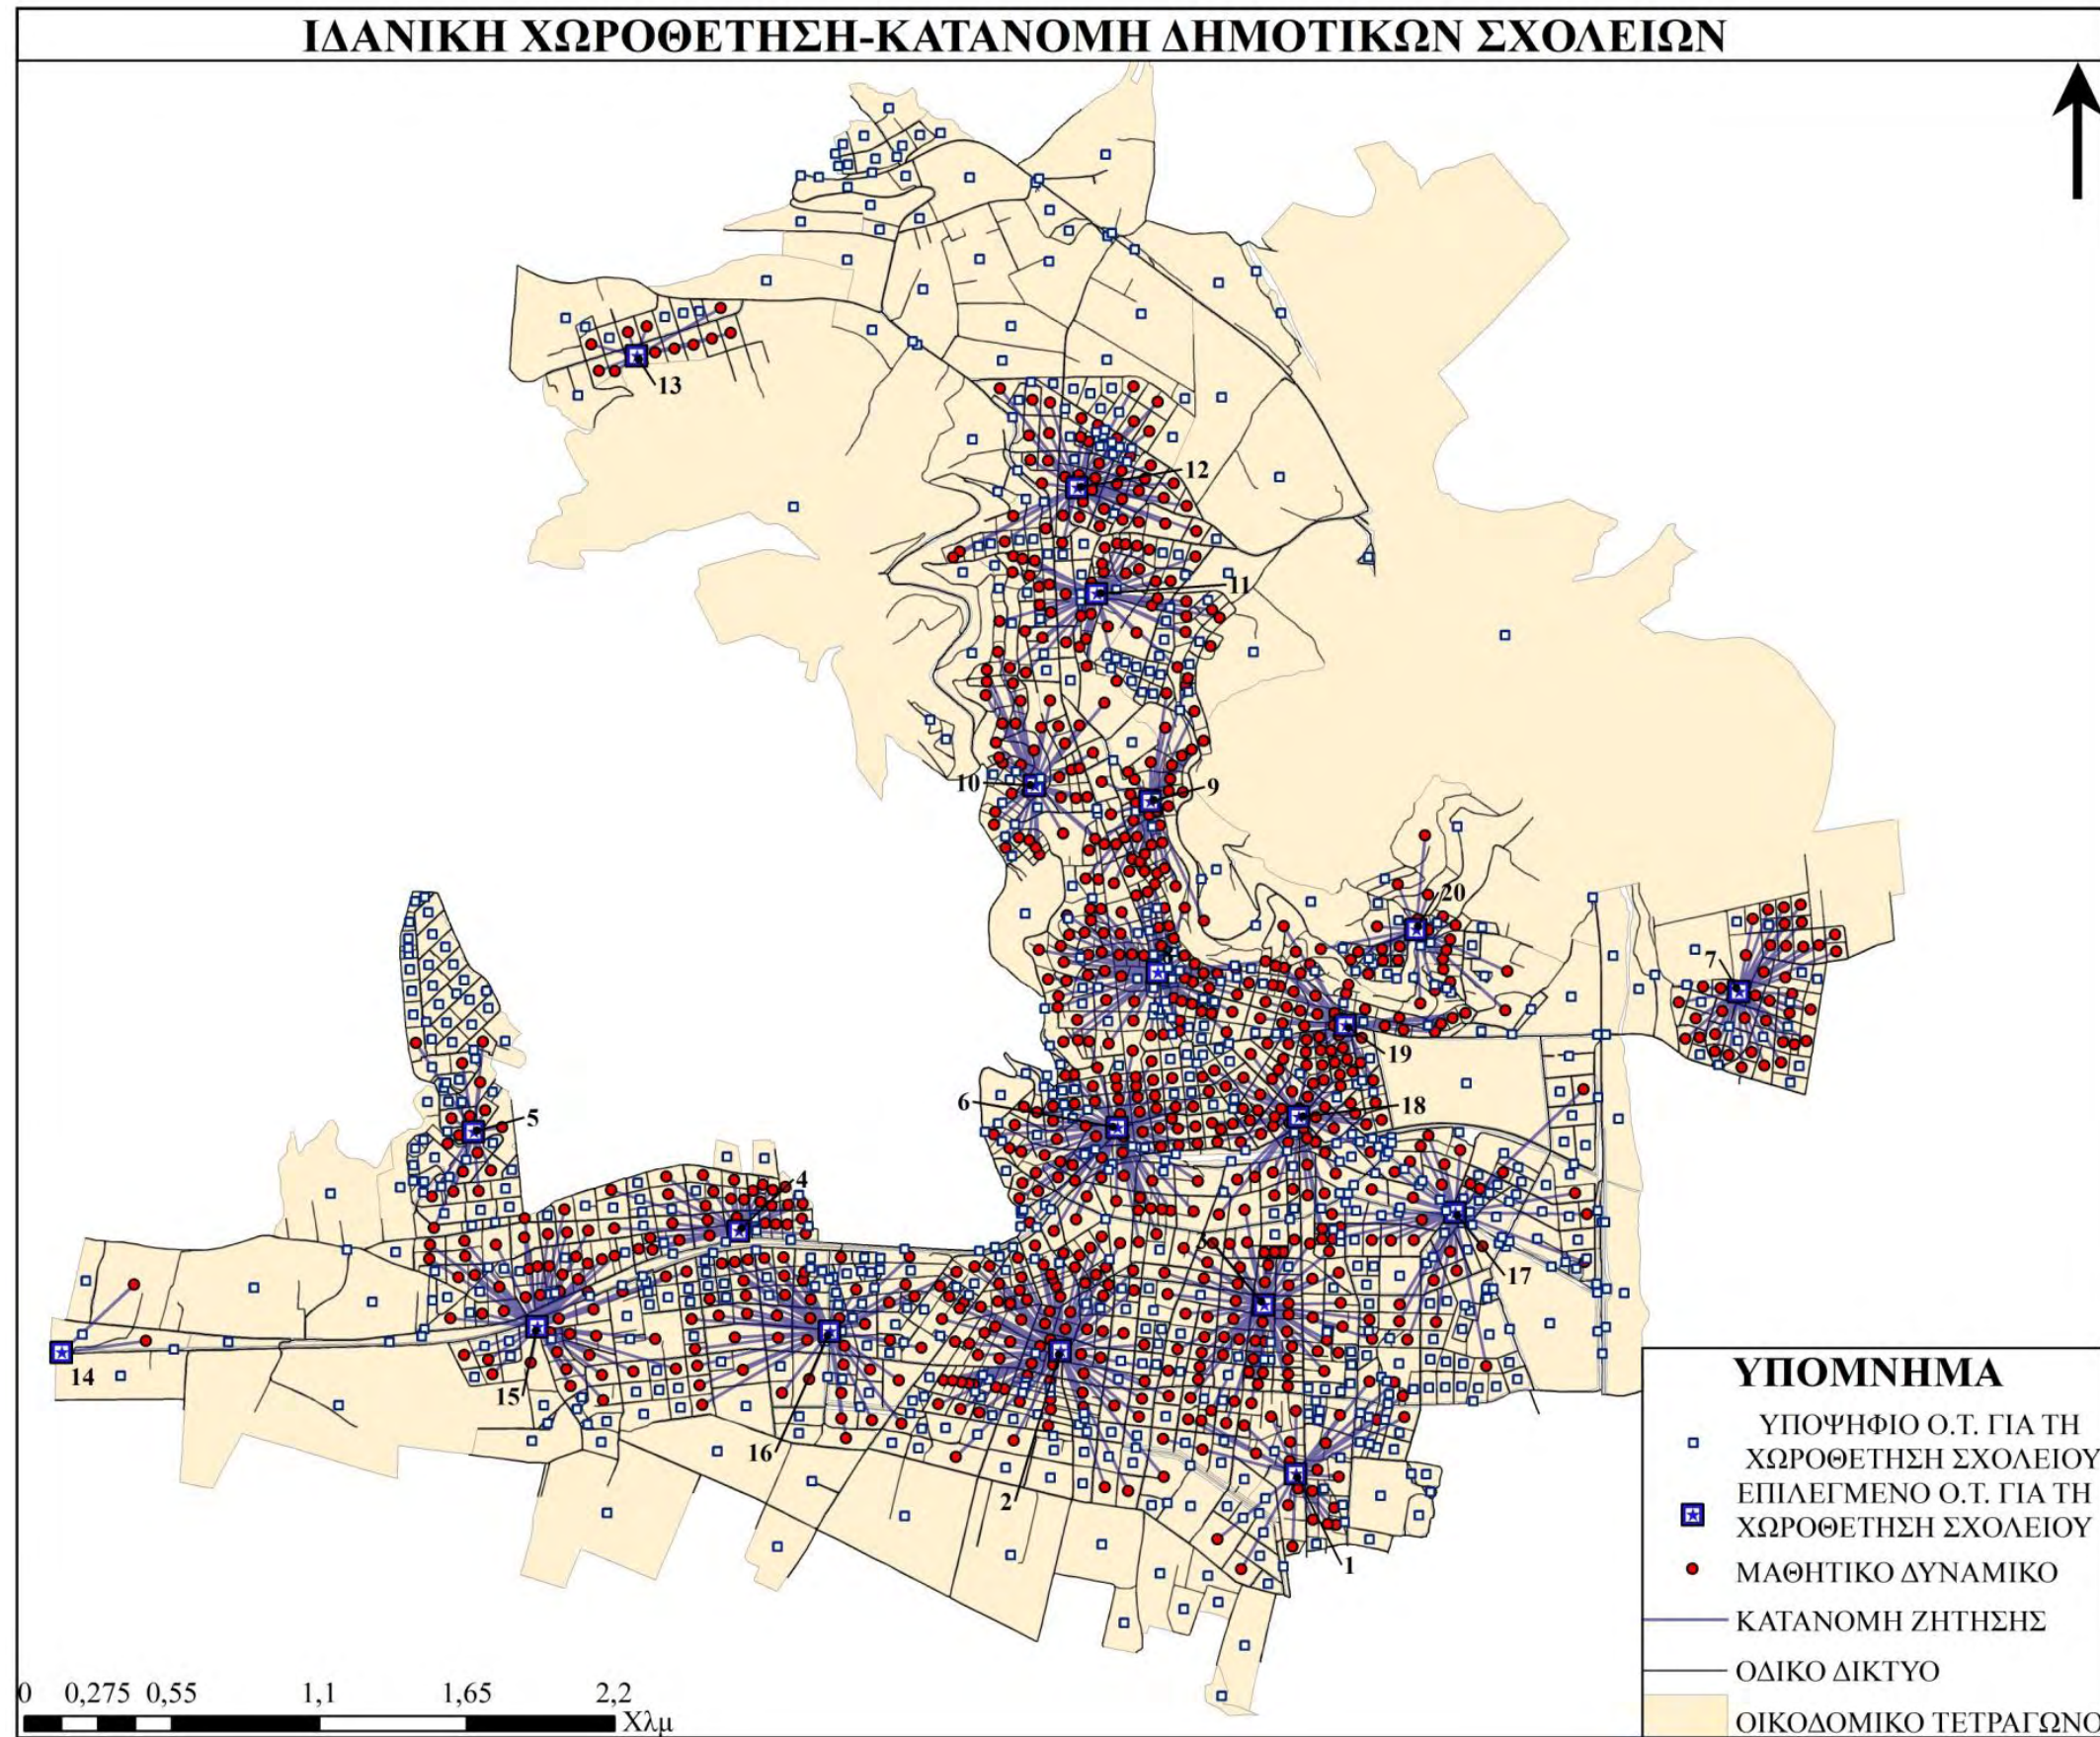 ΙΔΑΝΙΚΗ ΧΩΡΟΘΕΤΗΣΗ-ΚΑΤΑΝΟΜΗ ΔΗΜΟΤΙΚΩΝ ΣΧΟΛΕΙΩΝ
13
12
11
10
9
20
7
19
5
6
18
4
3
17
14
15
16
2
1
ΥΠΟΜΝΗΜΑ
ΥΠΟΨΗΦΙΟ Ο.Τ. ΓΙΑ ΤΗ
ΧΩΡΟΘΕΤΗΣΗ ΣΧΟΛΕΙΟΥ
ΕΠΙΛΕΓΜΕΝΟ Ο.Τ. ΓΙΑ ΤΗ
ΧΩΡΟΘΕΤΗΣΗ ΣΧΟΛΕΙΟΥ
ΜΑΘΗΤΙΚΟ ΔΥΝΑΜΙΚΟ
ΚΑΤΑΝΟΜΗ ΖΗΤΗΣΗΣ
ΟΔΙΚΟ ΔΙΚΤΥΟ
ΟΙΚΟΔΟΜΙΚΟ ΤΕΤΡΑΓΩΝΟ
0 0,275 0,55 1,1 1,65 2,2
Χλμ